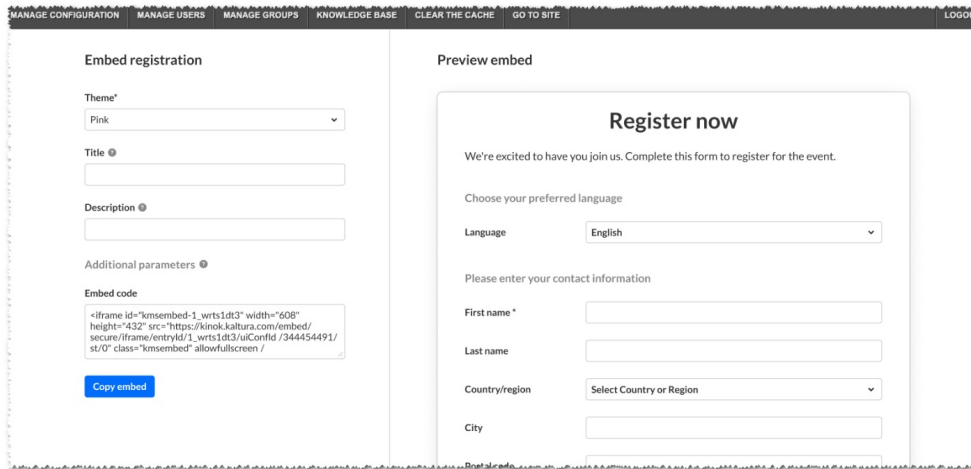 MANAGE CONFIGURATION MANAGE USERS MANAGE GROUPS KNOWLEDGE BASE CLEAR THE CACHE GO TO SITE
Embed registration
Theme*
Pink
Title
Description
Additional parameters
Embed code
<iframe id="kmsembed-1_wrts1dt3" width="608"
height="432" src="https://kinok.kaltura.com/embed/
secure/iframe/entryId/1_wrts1dt3/uiConfId /344454491/
st/0" class="kmsembed" allowfullscreen /
Copy embed
Preview embed
Register now
We're excited to have you join us. Complete this form to register for the event.
Choose your preferred language
Language English
Please enter your contact information
First name *
Last name
Country/region Select Country or Region
City
Postal code